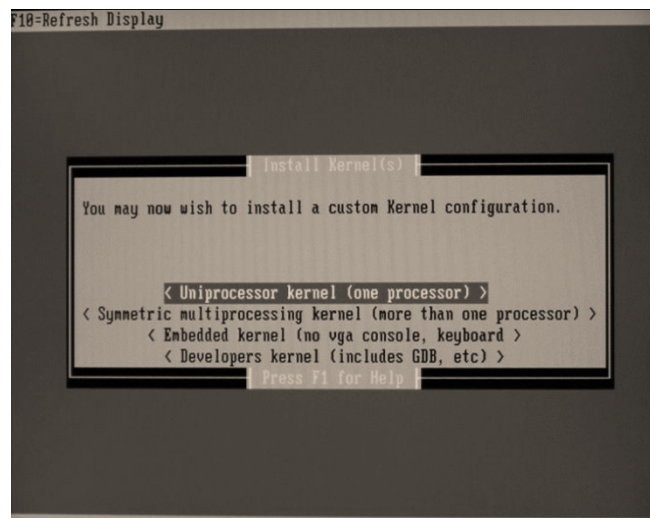 F10=Refresh Display
Install Kernel(s)
You may now wish to install a custom Kernel configuration.
< Uniprocessor kernel (one processor) >
< Symmetric multiprocessing kernel (more than one processor) >
< Embedded kernel (no vga console, keyboard >
< Developers kernel (includes GDB, etc) >
Press F1 for Help